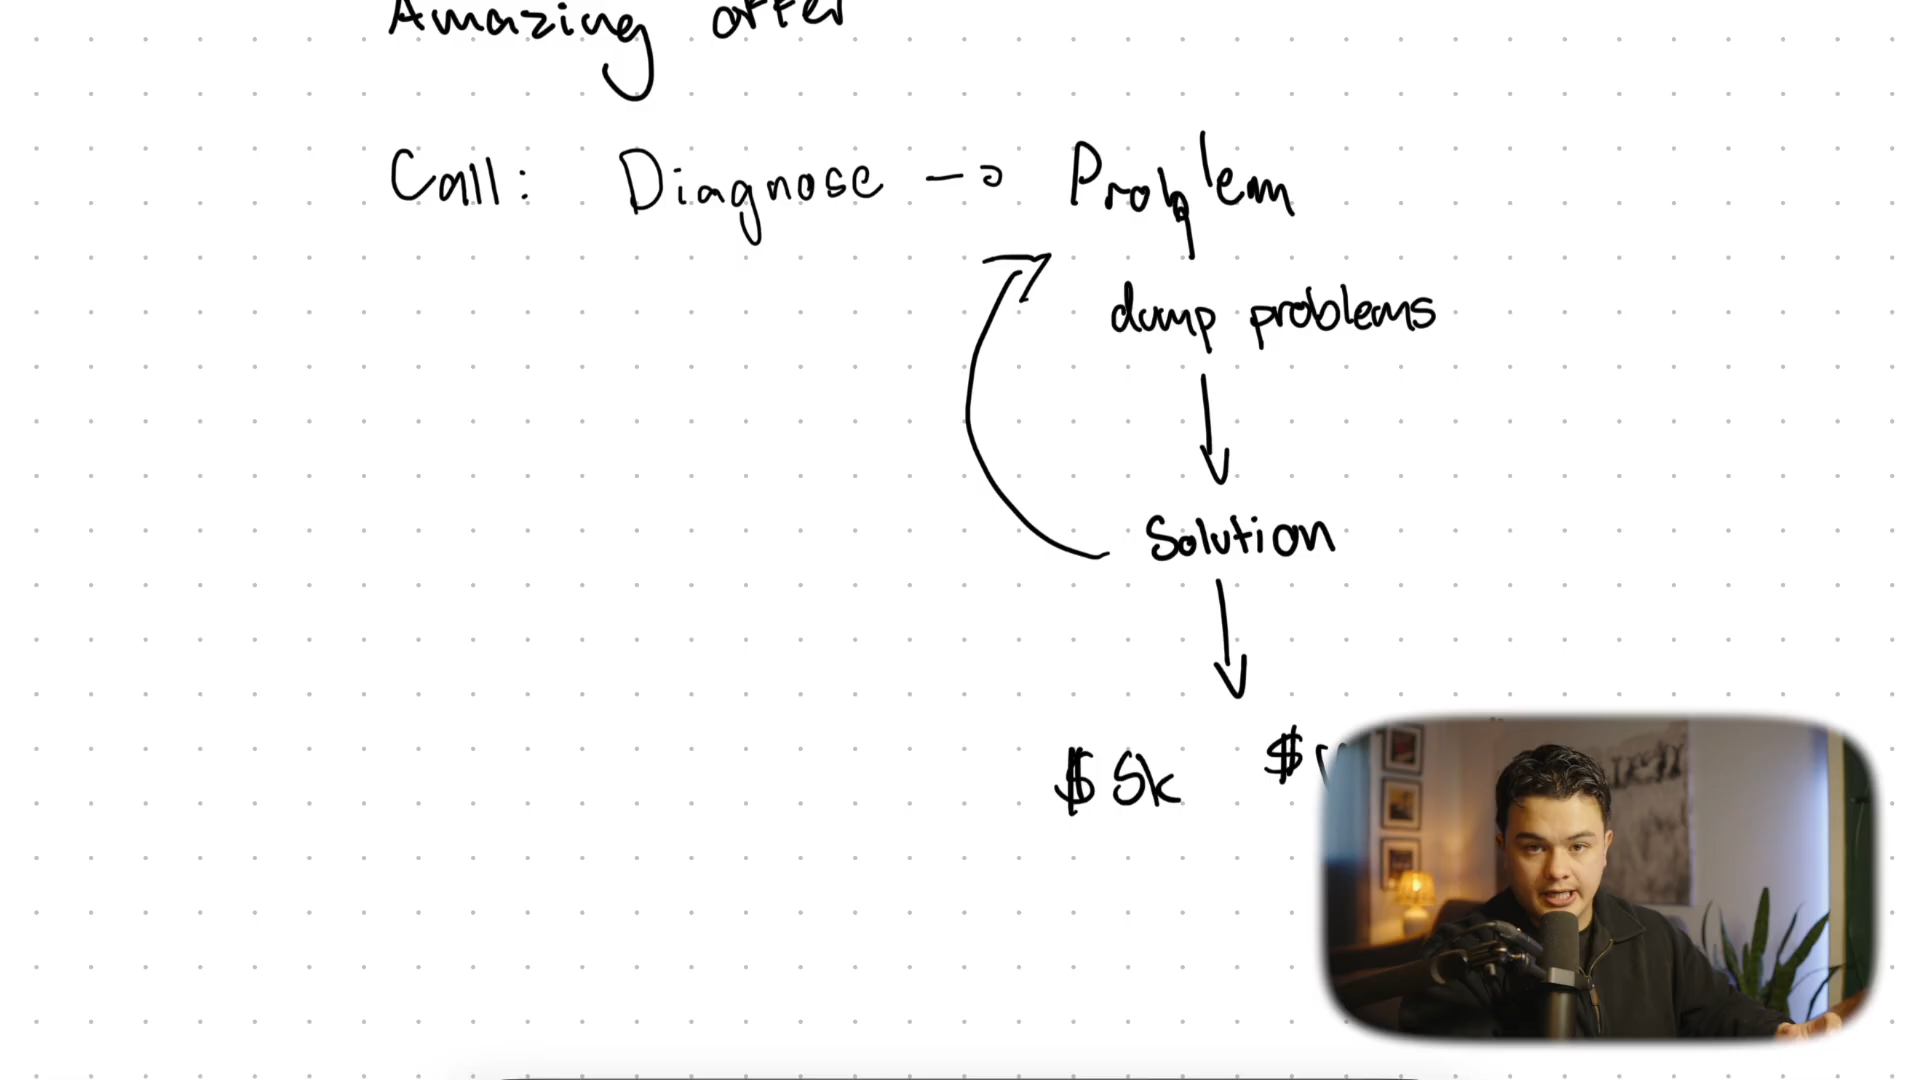 Amazing offer
Call: Diagnose → Problem
dump problems
Solution
$5k $